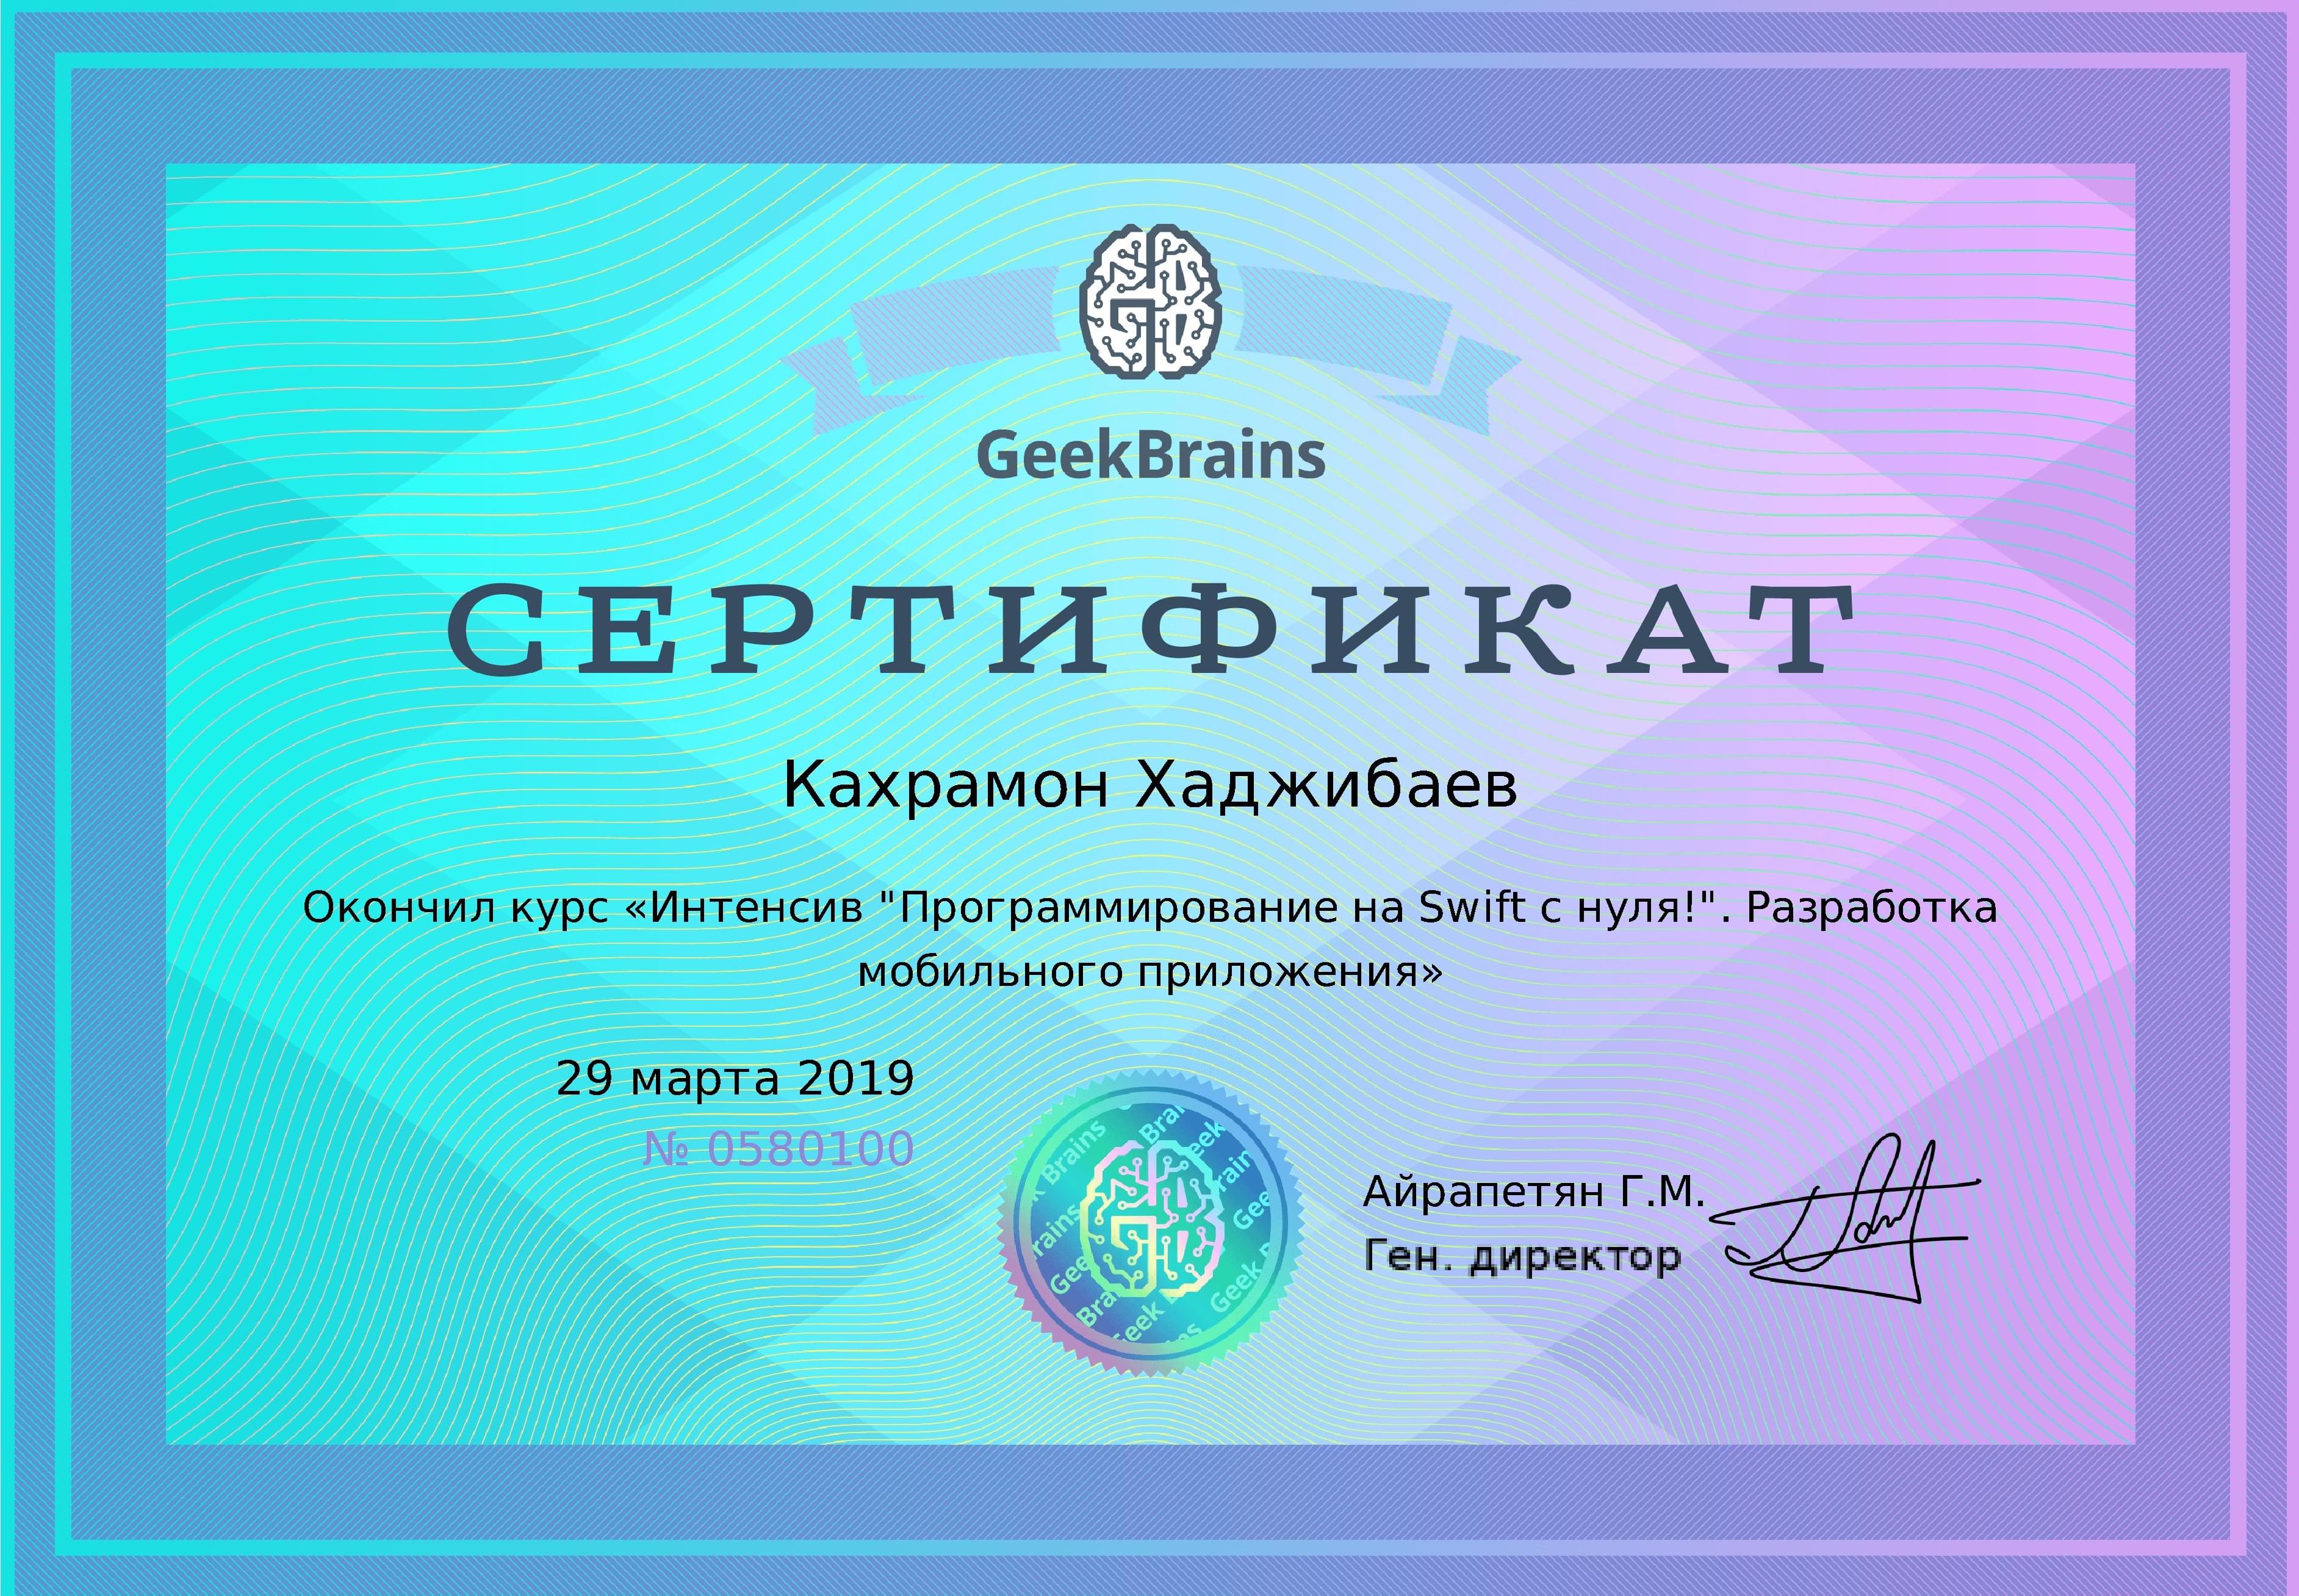 GeekBrains
СЕРТИФИКАТ
Кахрамон Хаджибаев
Окончил курс «Интенсив "Программирование на Swift с нуля!". Разработка
мобильного приложения»
29 марта 2019
№ 0580100
Айрапетян Г.М.
Ген. директор